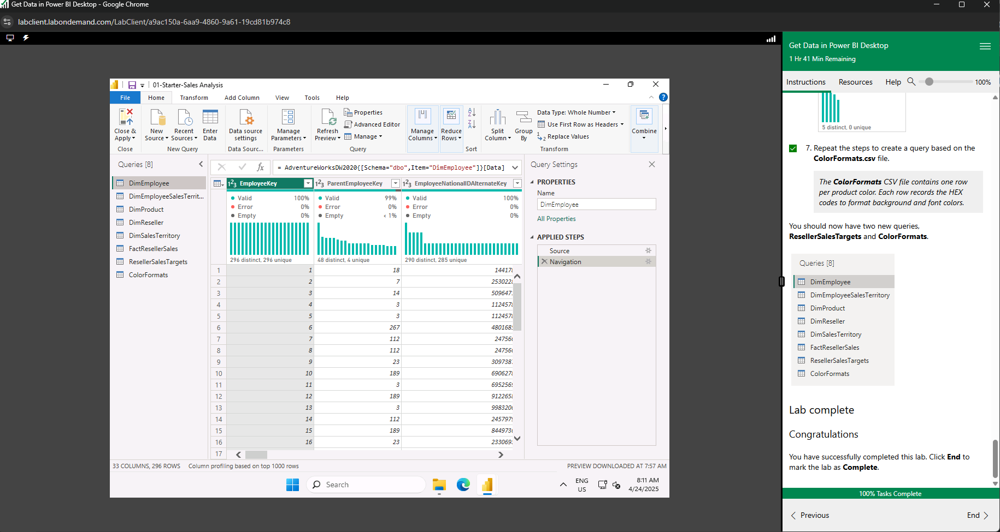 Get Data in Power BI Desktop - Google Chrome
labclient.labondemand.com/LabClient/a9ac150a-6aa9-4860-9a61-19cd81b974c8
01-Starter-Sales Analysis
File Home Transform Add Column View Tools Help
Close & Apply
New Source
Recent Sources
Enter Data
Data source settings
Manage Parameters
Refresh Preview
Properties
Advanced Editor
Manage
Manage Columns
Reduce Rows
Split Column
Group By
Data Type: Whole Number
Use First Row as Headers
Replace Values
Combine
Close New Query Data Sourc... Parameters Query Sort Transform
Queries [8]
DimEmployee
DimEmployeeSalesTerrit...
DimProduct
DimReseller
DimSalesTerritory
FactResellerSales
ResellerSalesTargets
ColorFormats
fx = AdventureWorksDW2020{[Schema="dbo",Item="DimEmployee"]}[Data]
123 EmployeeKey 123 ParentEmployeeKey 123 EmployeeNationalIDAlternateKey
Valid 100% Valid 99% Valid 100%
Error 0% Error 0% Error 0%
Empty 0% Empty < 1% Empty 0%
296 distinct, 296 unique 48 distinct, 4 unique 290 distinct, 285 unique
1 1 18
2 2 7
3 3 14
4 4 3
5 5 3
6 6 267
7 7 112
8 8 112
9 9 23
10 10 189
11 11 3
12 12 189
13 13 3
14 14 112
15 15 189
16 16 23
17
Query Settings
PROPERTIES
Name
DimEmployee
All Properties
APPLIED STEPS
Source
Navigation
33 COLUMNS, 296 ROWS Column profiling based on top 1000 rows PREVIEW DOWNLOADED AT 7:57 AM
Search
ENG US
8:11 AM
4/24/2025
Get Data in Power BI Desktop
1 Hr 41 Min Remaining
Instructions Resources Help 100%
5 distinct, 0 unique
7. Repeat the steps to create a query based on the
ColorFormats.csv file.
The ColorFormats CSV file contains one row
per product color. Each row records the HEX
codes to format background and font colors.
You should now have two new queries,
ResellerSalesTargets and ColorFormats.
Queries [8]
DimEmployee
DimEmployeeSalesTerritory
DimProduct
DimReseller
DimSalesTerritory
FactResellerSales
ResellerSalesTargets
ColorFormats
Lab complete
Congratulations
You have successfully completed this lab. Click End to
mark the lab as Complete.
100% Tasks Complete
Previous End